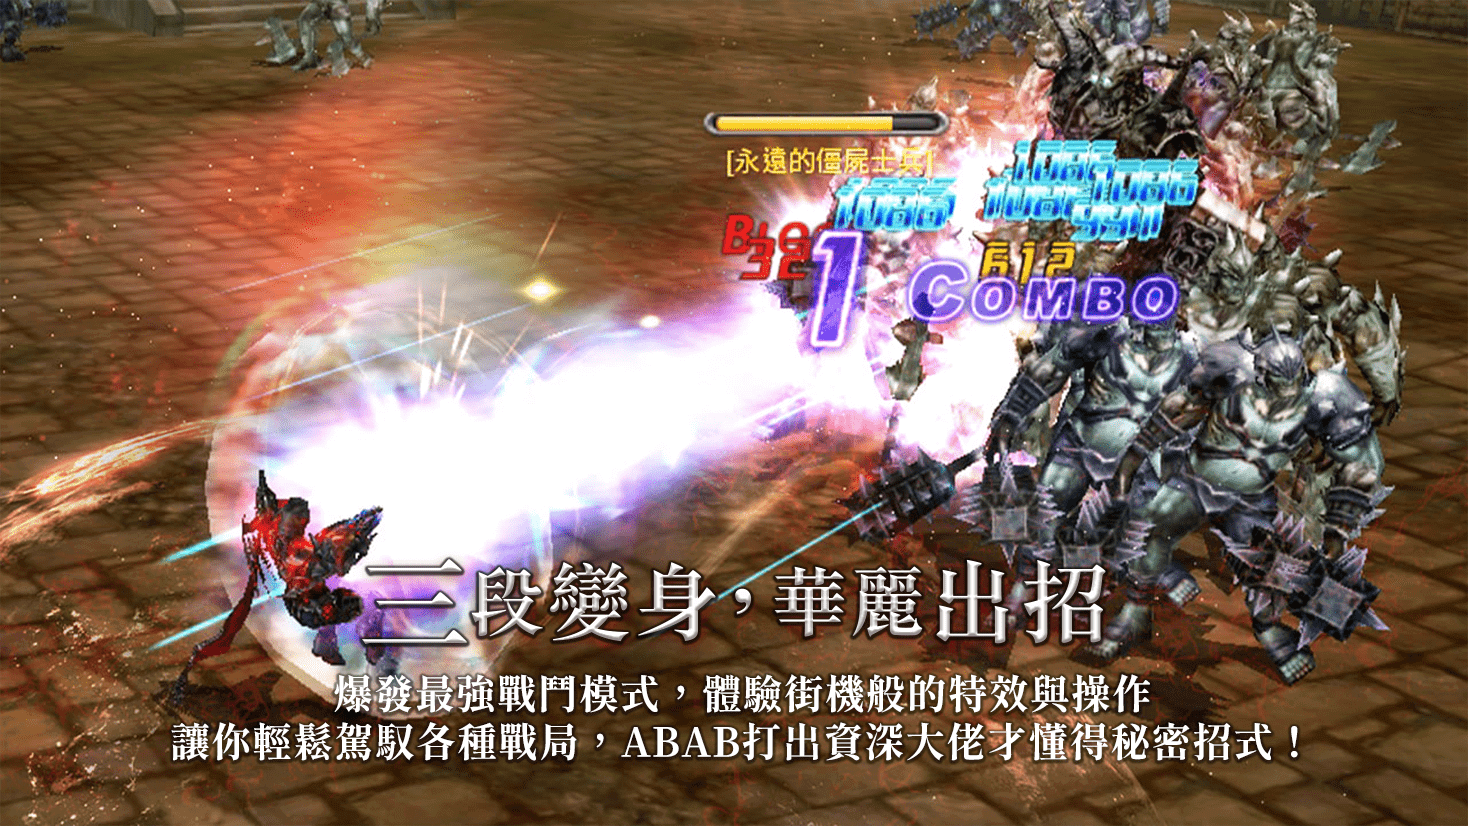 [永遠的僵屍士兵]
1 COMBO
612
三段變身，華麗出招
爆發最強戰鬥模式，體驗街機般的特效與操作
讓你輕鬆駕馭各種戰局，ABAB打出資深大佬才懂得秘密招式！